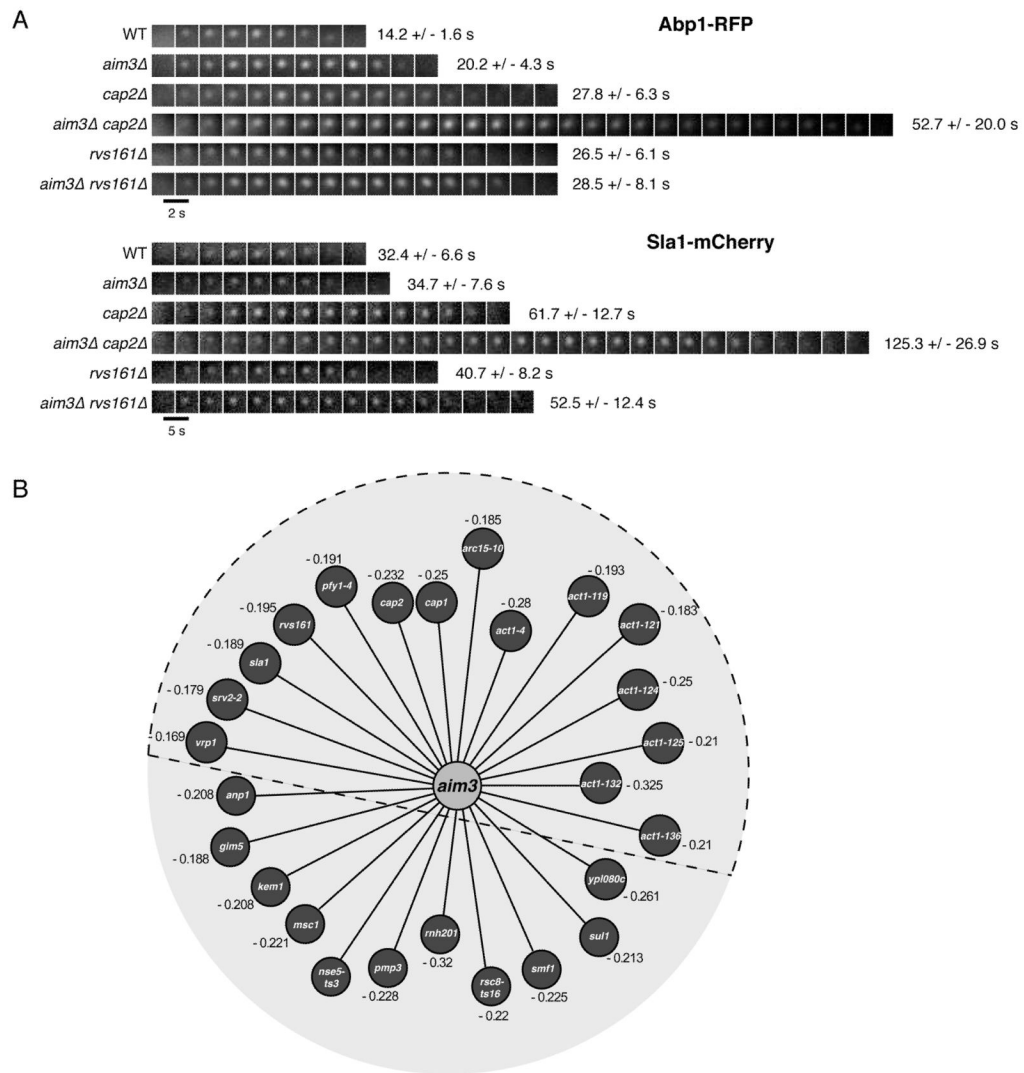 A
Abp1-RFP
WT 14.2 +/- 1.6 s
aim3Δ 20.2 +/- 4.3 s
cap2Δ 27.8 +/- 6.3 s
aim3Δ cap2Δ 52.7 +/- 20.0 s
rvs161Δ 26.5 +/- 6.1 s
aim3Δ rvs161Δ 28.5 +/- 8.1 s
2 s
Sla1-mCherry
WT 32.4 +/- 6.6 s
aim3Δ 34.7 +/- 7.6 s
cap2Δ 61.7 +/- 12.7 s
aim3Δ cap2Δ 125.3 +/- 26.9 s
rvs161Δ 40.7 +/- 8.2 s
aim3Δ rvs161Δ 52.5 +/- 12.4 s
5 s
B
- 0.185
arc15-10
- 0.191
pfy1-4
- 0.232
cap2
- 0.25
cap1
- 0.28
act1-4
- 0.193
act1-119
- 0.183
act1-121
- 0.195
rvs161
- 0.189
sla1
- 0.179
srv2-2
- 0.169
vrp1
- 0.25
act1-124
act1-125 - 0.21
act1-132 - 0.325
aim3
- 0.208
anp1
act1-136
- 0.21
- 0.188
gim5
ypl080c
- 0.261
kem1
- 0.208
msc1
- 0.221
nse5-
ts3
pmp3
- 0.228
rnh201
- 0.32
rsc8-
ts16
- 0.22
smf1
- 0.225
sul1
- 0.213